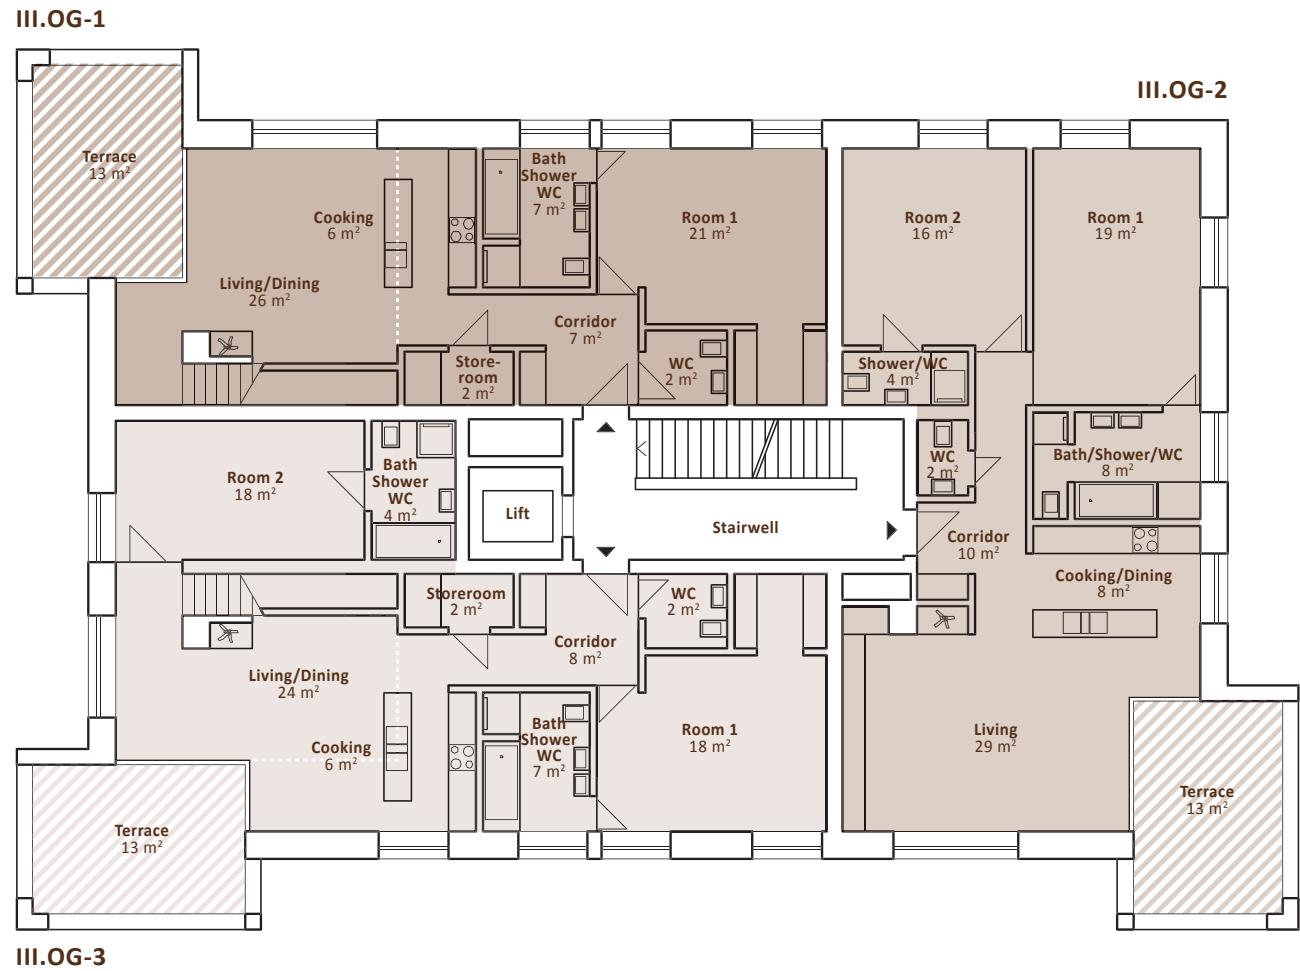 III.OG-1
III.OG-2
Terrace
13 m²
Cooking
6 m²
Living/Dining
26 m²
Bath
Shower
WC
7 m²
Room 1
21 m²
Corridor
7 m²
Store-
room
2 m²
WC
2 m²
Room 2
16 m²
Room 1
19 m²
Shower/WC
4 m²
WC
2 m²
Bath/Shower/WC
8 m²
Corridor
10 m²
Cooking/Dining
8 m²
Living
29 m²
Terrace
13 m²
Room 2
18 m²
Bath
Shower
WC
4 m²
Lift
Stairwell
Storeroom
2 m²
WC
2 m²
Corridor
8 m²
Living/Dining
24 m²
Cooking
6 m²
Bath
Shower
WC
7 m²
Room 1
18 m²
Terrace
13 m²
III.OG-3